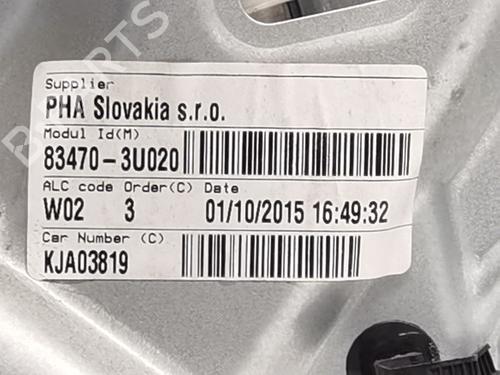 Supplier
PHA Slovakia s.r.o.
Modul Id(M)
83470-3U020
ALC code Order(C) Date
W02 3 01/10/2015 16:49:32
Car Number (C)
KJA03819